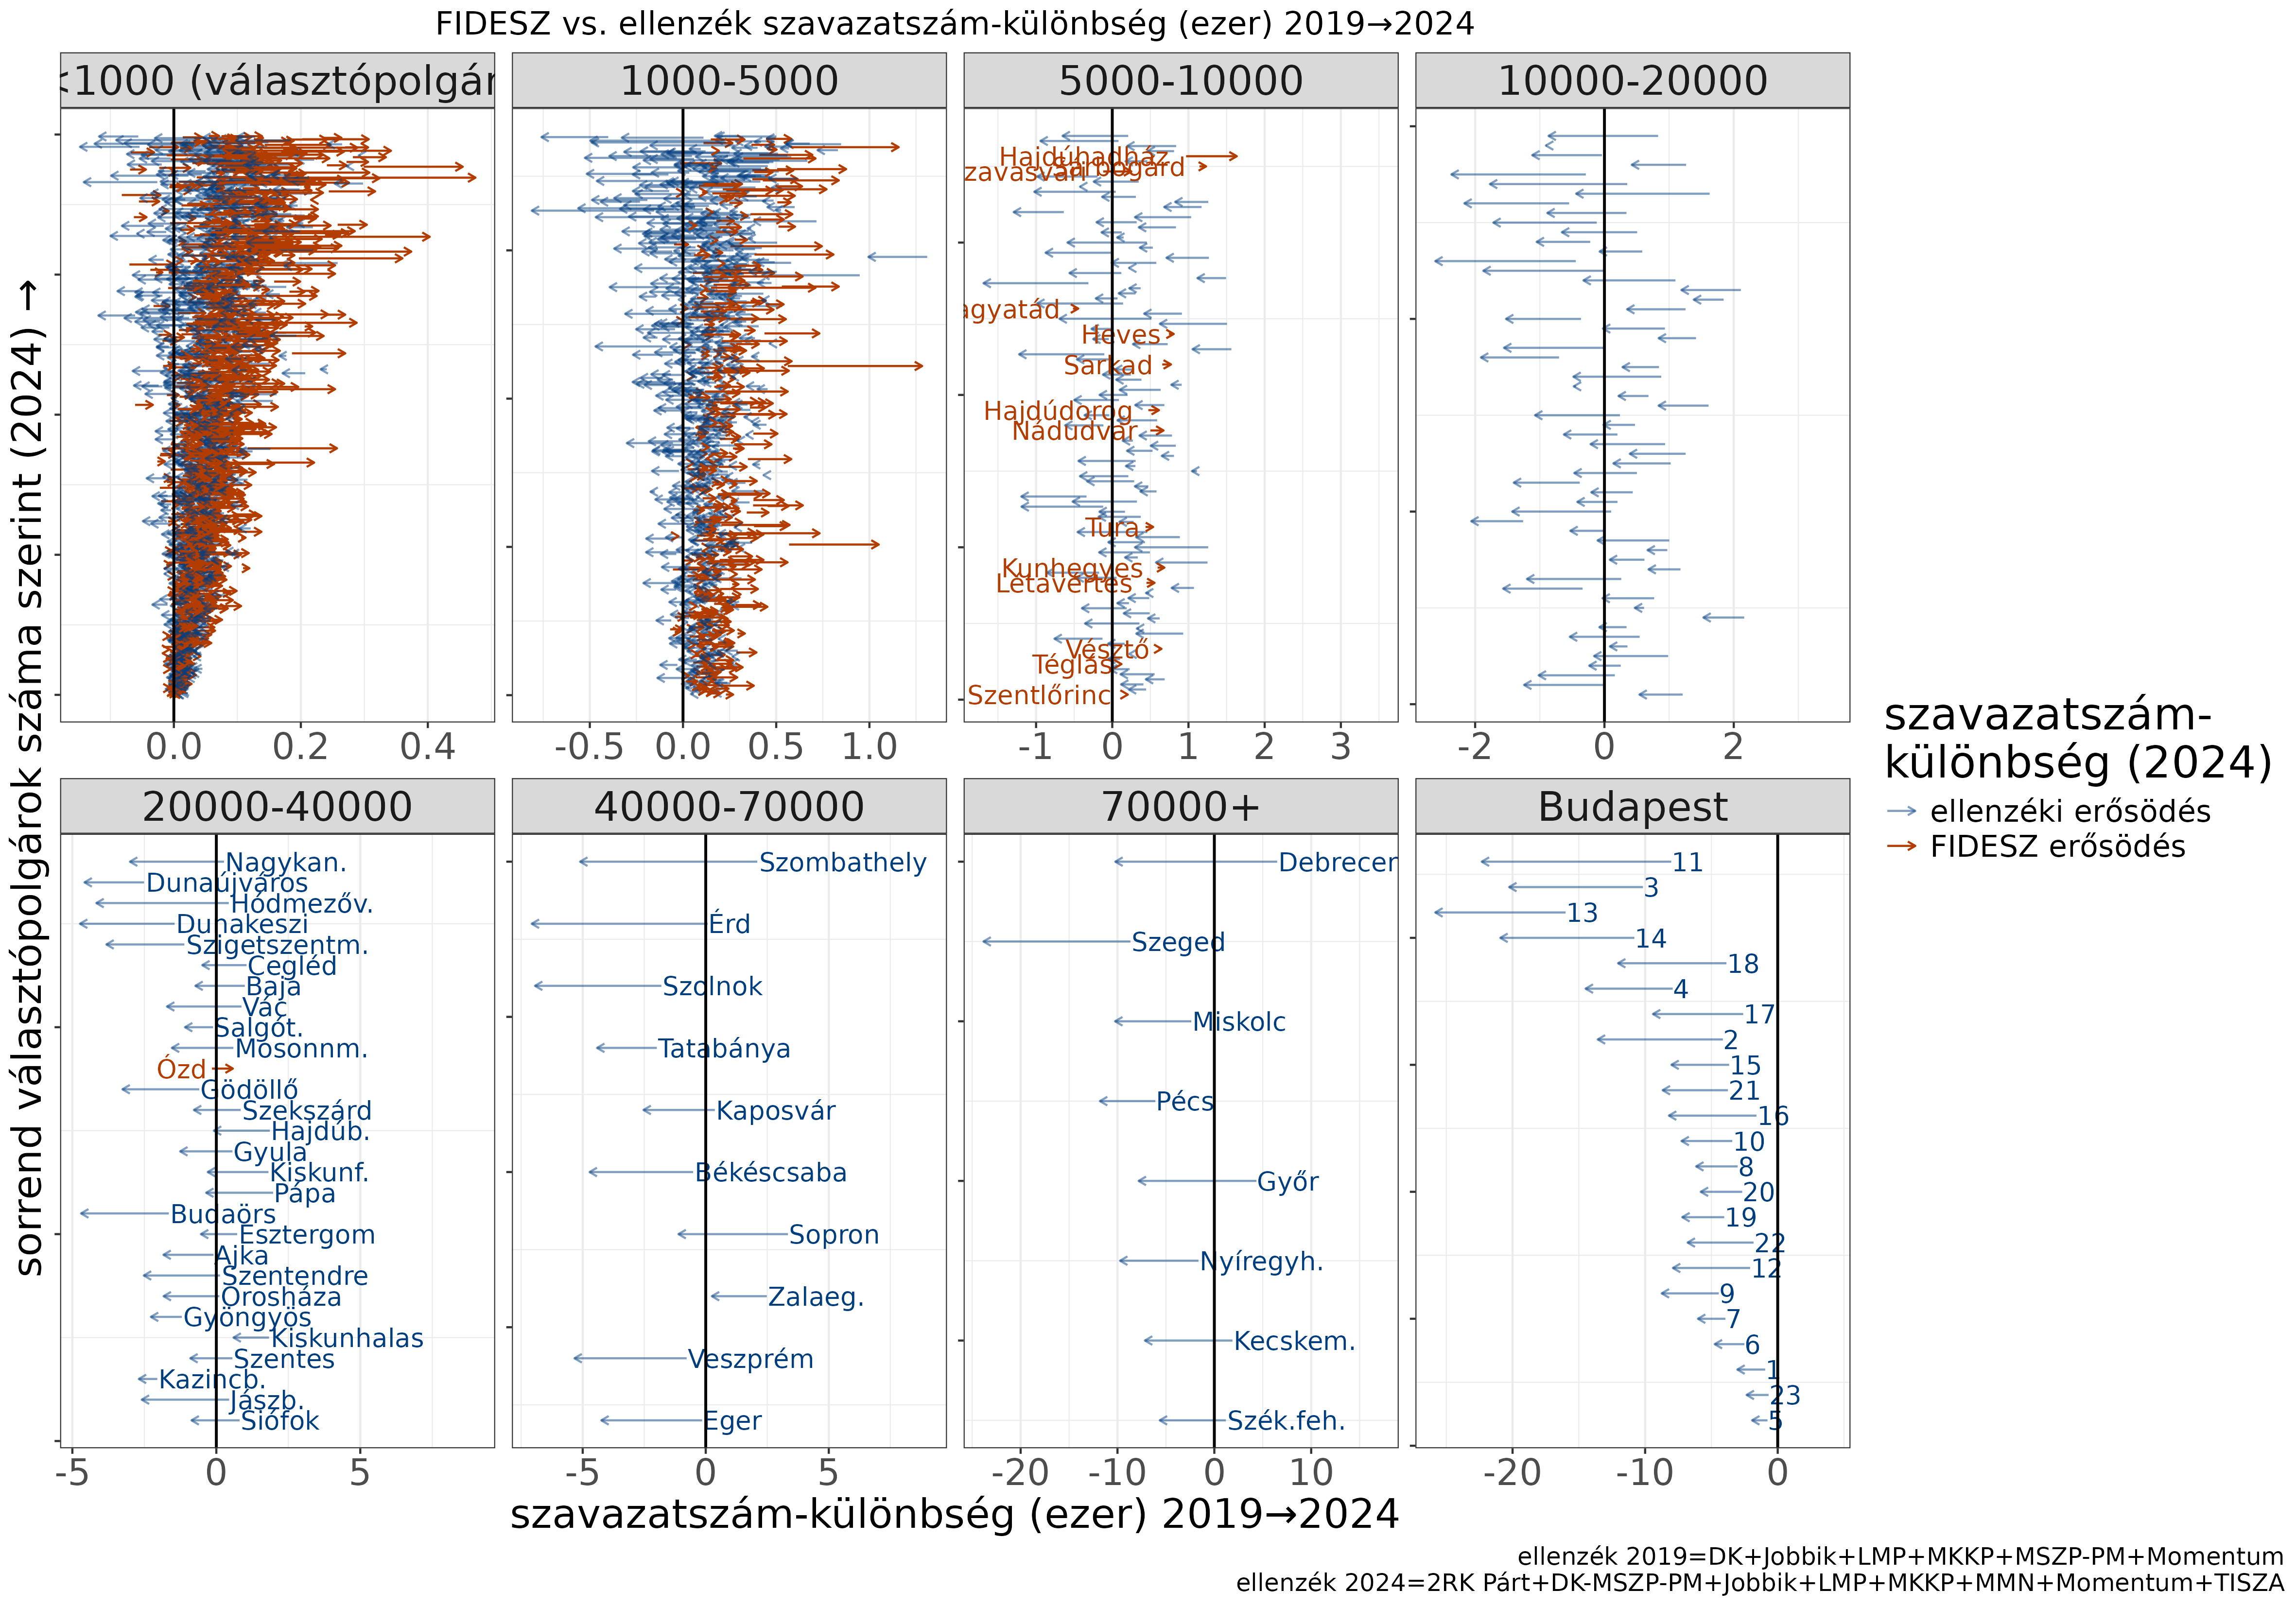 FIDESZ vs. ellenzék szavazatszám-különbség (ezer) 2019→2024
<1000 (választópolgár
1000-5000
5000-10000
10000-20000
sorrend választópolgárok száma szerint (2024) →
Hajdúhadház
Sárbogárd
zavasvári
agyatád
Heves
Sarkad
Hajdúdorog
Nádudvar
Tura
Kunhegyes
Létavértes
Vésztő
Téglás
Szentlőrinc
0.0 0.2 0.4
-0.5 0.0 0.5 1.0
-1 0 1 2 3
-2 0 2
20000-40000
40000-70000
70000+
Budapest
Nagykan.
Dunaújváros
Hódmezőv.
Dunakeszi
Szigetszentm.
Cegléd
Baja
Vác
Salgót.
Mosonnm.
Ózd
Gödöllő
Szekszárd
Hajdúb.
Gyula
Kiskunf.
Pápa
Budaörs
Esztergom
Ajka
Szentendre
Orosháza
Gyöngyös
Kiskunhalas
Szentes
Kazincb.
Jászb.
Siófok
Szombathely
Érd
Szolnok
Tatabánya
Kaposvár
Békéscsaba
Sopron
Zalaeg.
Veszprém
Eger
Debrecen
Szeged
Miskolc
Pécs
Győr
Nyíregyh.
Kecskem.
Szék.feh.
11
3
13
14
18
4
17
2
15
21
16
10
8
20
19
22
12
9
7
6
1
23
5
-5 0 5
-5 0 5
-20 -10 0 10
-20 -10 0
szavazatszám-különbség (ezer) 2019→2024
szavazatszám-
különbség (2024)
ellenzéki erősödés
FIDESZ erősödés
ellenzék 2019=DK+Jobbik+LMP+MKKP+MSZP-PM+Momentum
ellenzék 2024=2RK Párt+DK-MSZP-PM+Jobbik+LMP+MKKP+MMN+Momentum+TISZA